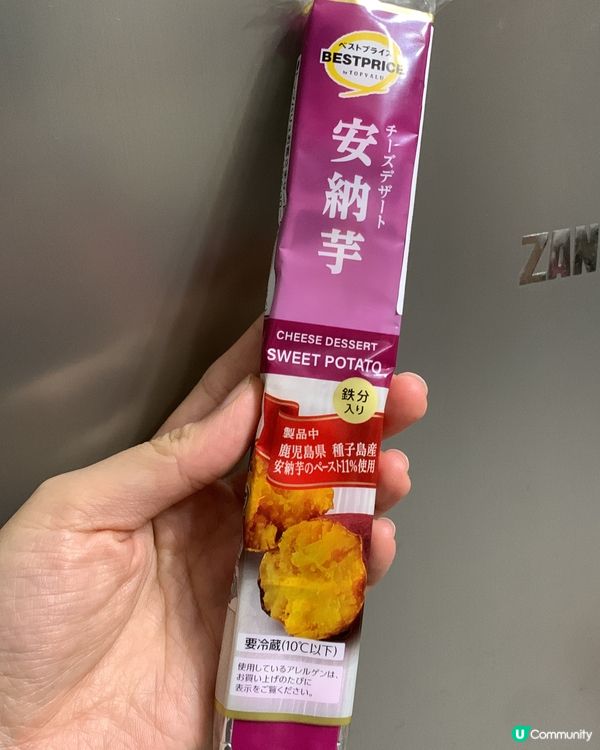 ベストプライス
BESTPRICE
by TOPVALU
チーズデザート
安納芋
CHEESE DESSERT
SWEET POTATO
鉄分
入り
製品中
鹿児島県 種子島産
安納芋のペースト11%使用
要冷蔵(10℃以下)
使用しているアレルゲンは、
お買い上げのたびに
表示をご覧ください。
ZAN
U Community